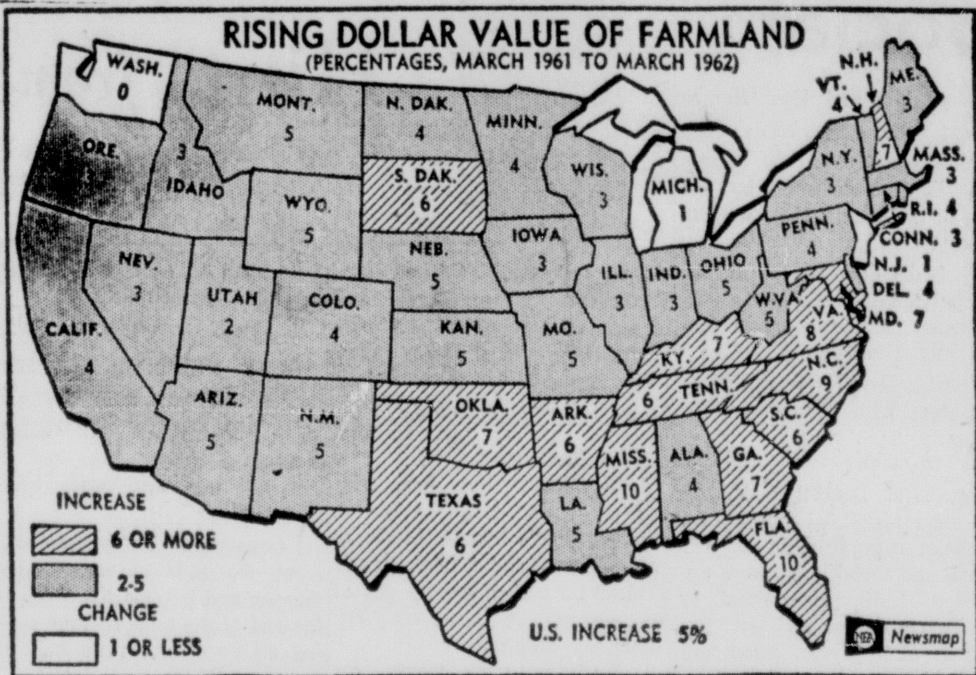 RISING DOLLAR VALUE OF FARMLAND
(PERCENTAGES, MARCH 1961 TO MARCH 1962)
WASH.
0
ORE.
IDAHO
3
MONT.
5
N. DAK.
4
MINN.
4
S. DAK.
6
WIS.
3
MICH.
1
N.Y.
3
VT.
4
N.H.
7
ME.
3
MASS.
3
R.I. 4
CONN. 3
N.J. 1
DEL. 4
MD. 7
PENN.
4
WYO.
5
NEB.
5
IOWA
3
ILL.
3
IND.
3
OHIO
5
W.VA.
5
VA.
8
CALIF.
4
NEV.
3
UTAH
2
COLO.
4
KAN.
5
MO.
5
KY.
7
TENN.
6
N.C.
9
S.C.
6
ARIZ.
5
N.M.
5
OKLA.
7
ARK.
6
MISS.
10
ALA.
4
GA.
7
TEXAS
6
LA.
5
FLA.
10
INCREASE
6 OR MORE
2-5
CHANGE
1 OR LESS
U.S. INCREASE 5%
NEA Newsmap